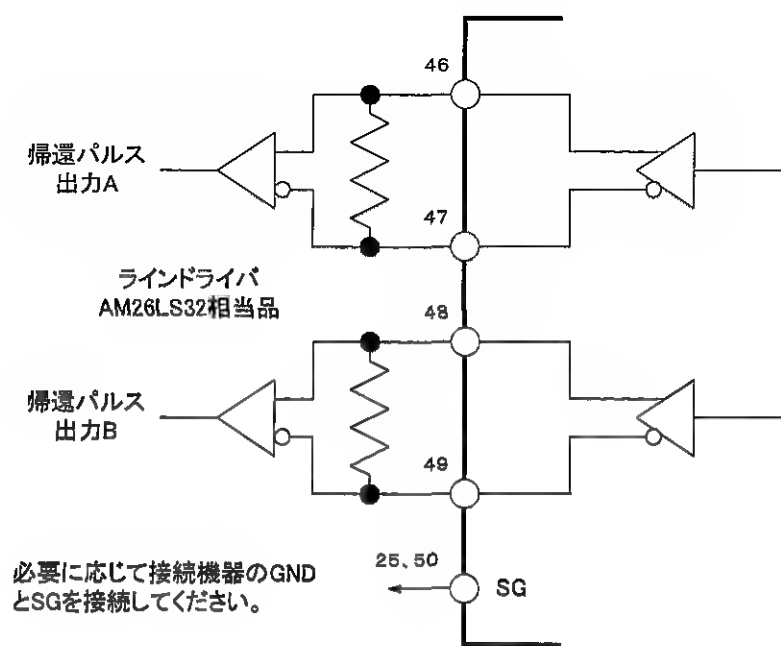 46
帰還パルス
出力A
47
ラインドライバ
AM26LS32相当品
48
帰還パルス
出力B
49
25、50
SG
必要に応じて接続機器のGND
とSGを接続してください。